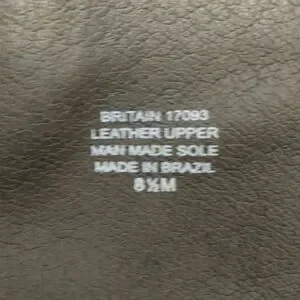 BRITAIN 17093
LEATHER UPPER
MAN MADE SOLE
MADE IN BRAZIL
8½M